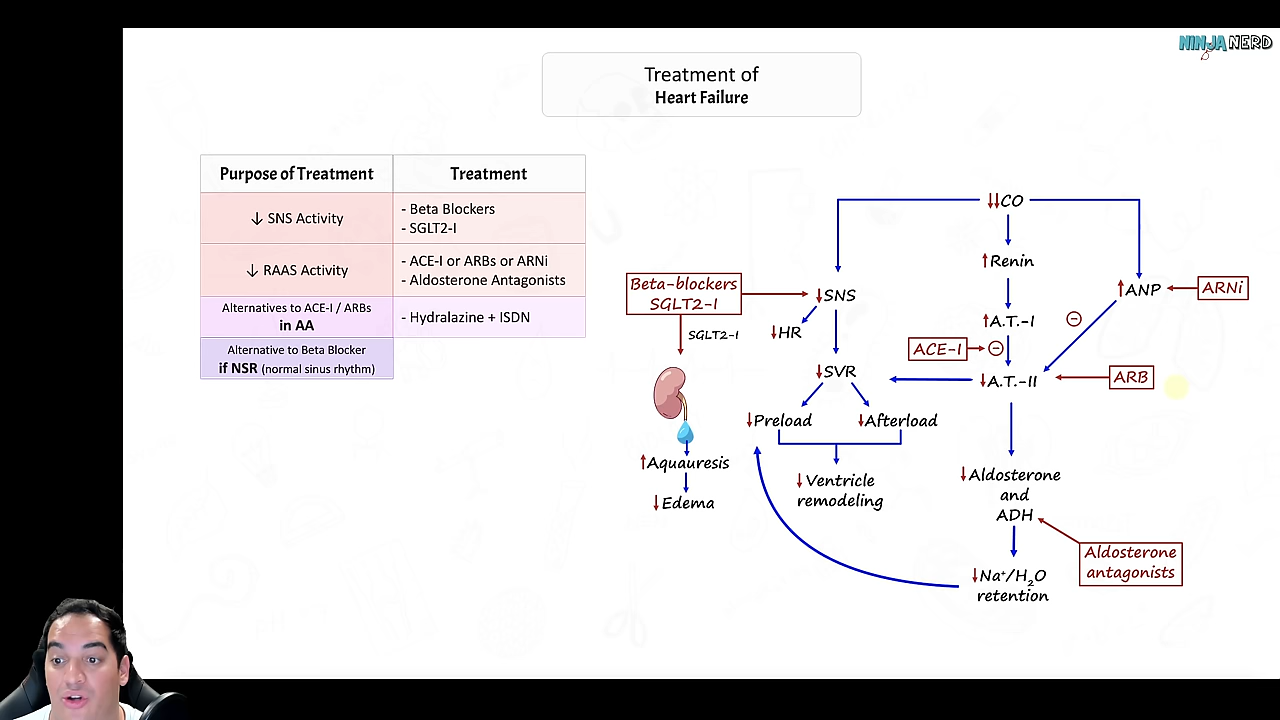 NINJA NERD
Treatment of
Heart Failure
Purpose of Treatment
Treatment
↓ SNS Activity
- Beta Blockers
- SGLT2-I
↓ RAAS Activity
- ACE-I or ARBs or ARNi
- Aldosterone Antagonists
Alternatives to ACE-I / ARBs
in AA
- Hydralazine + ISDN
Alternative to Beta Blocker
if NSR (normal sinus rhythm)
↓↓CO
↑Renin
↑A.T.-I
ACE-I
↓A.T.-II
↑ANP
ARNi
ARB
Beta-blockers
SGLT2-I
↓SNS
↓HR
SGLT2-I
↓SVR
↓Preload
↓Afterload
↓Ventricle
remodeling
↑Aquauresis
↓Edema
↓Aldosterone
and
ADH
Aldosterone
antagonists
↓Na⁺/H₂O
retention